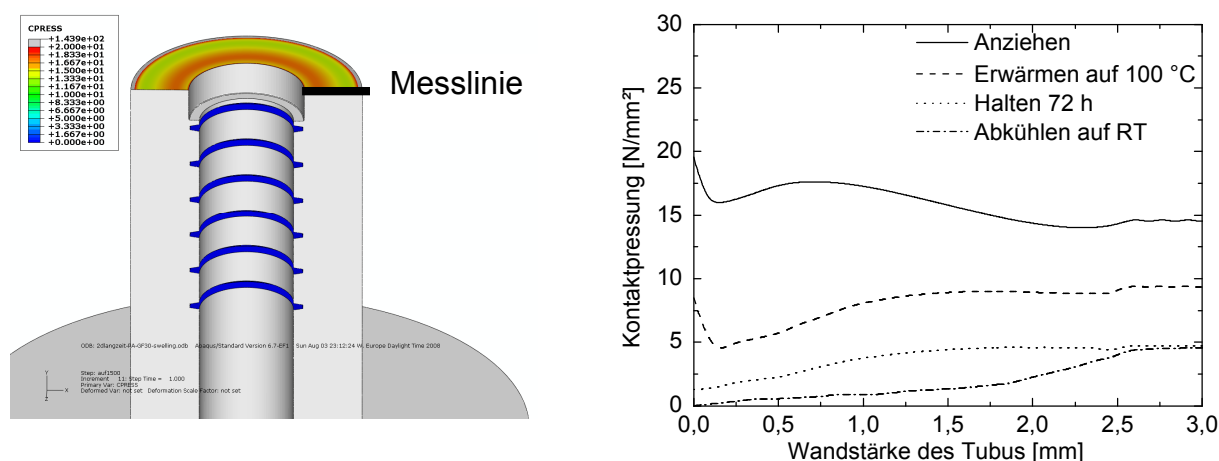 CPRESS
+1.439e+02
+2.000e+01
+1.833e+01
+1.667e+01
+1.500e+01
+1.333e+01
+1.167e+01
+1.000e+01
+8.333e+00
+6.667e+00
+5.000e+00
+3.333e+00
+1.667e+00
+0.000e+00
Messlinie
ODB: 2dlangzeit-PA-GF30-swelling.odb Abaqus/Standard Version 6.7-EF1 Sun Aug 03 23:12:24 W. Europe Daylight Time 2008
Step: auf1500
Increment 11: Step Time = 1.000
Primary Var: CPRESS
Deformed Var: not set Deformation Scale Factor: not set
Y
X
Z
Kontaktpressung [N/mm²]
30
25
20
15
10
5
0
Anziehen
Erwärmen auf 100 °C
Halten 72 h
Abkühlen auf RT
0,0 0,5 1,0 1,5 2,0 2,5 3,0
Wandstärke des Tubus [mm]